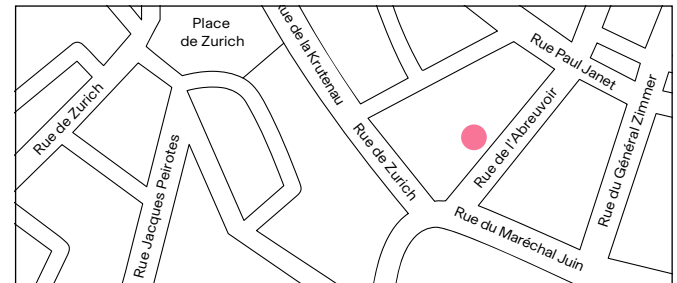 Place
de Zurich
Rue de la Krutenau
Rue Paul Janet
Rue de Zurich
Rue de Zurich
Rue de l'Abreuvoir
Rue du Général Zimmer
Rue Jacques Peirotes
Rue du Maréchal Juin